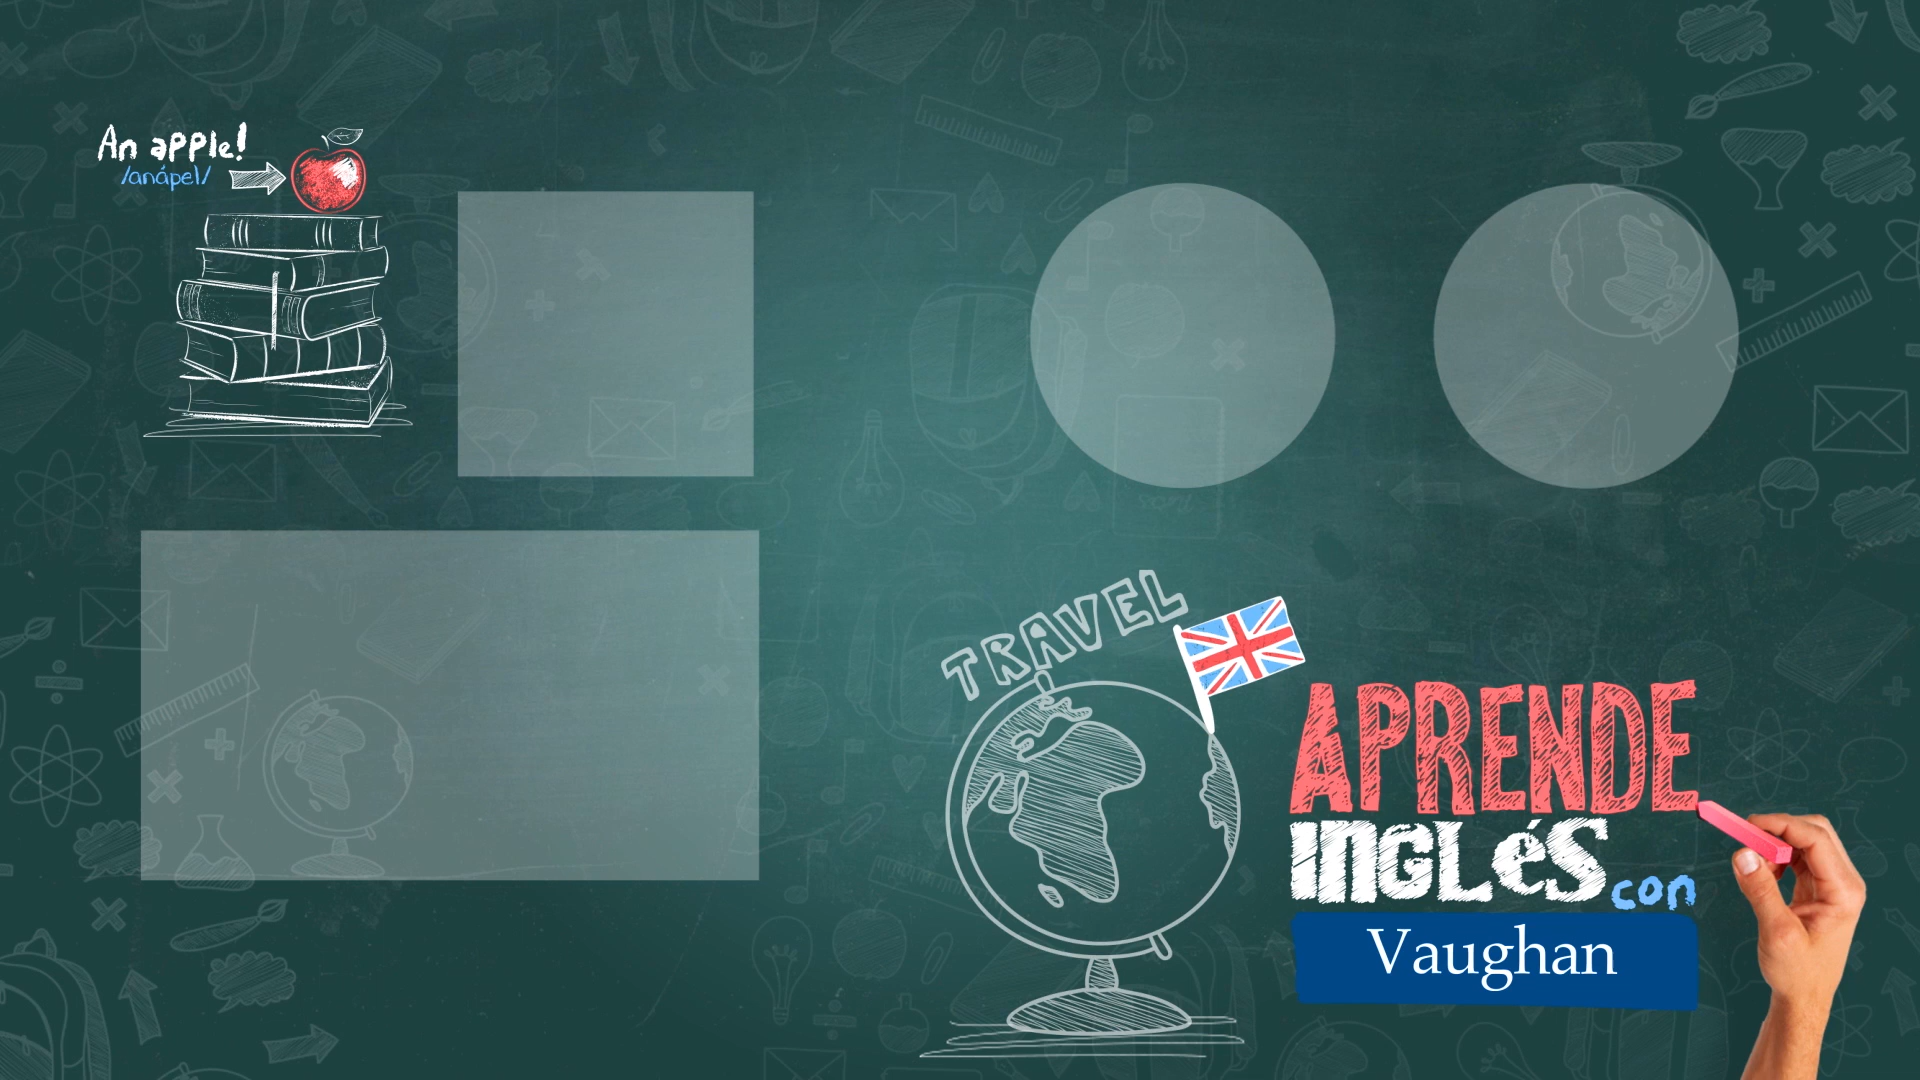 An apple!
/anápel/
TRAVEL
APRENDE
INGLéS con
Vaughan